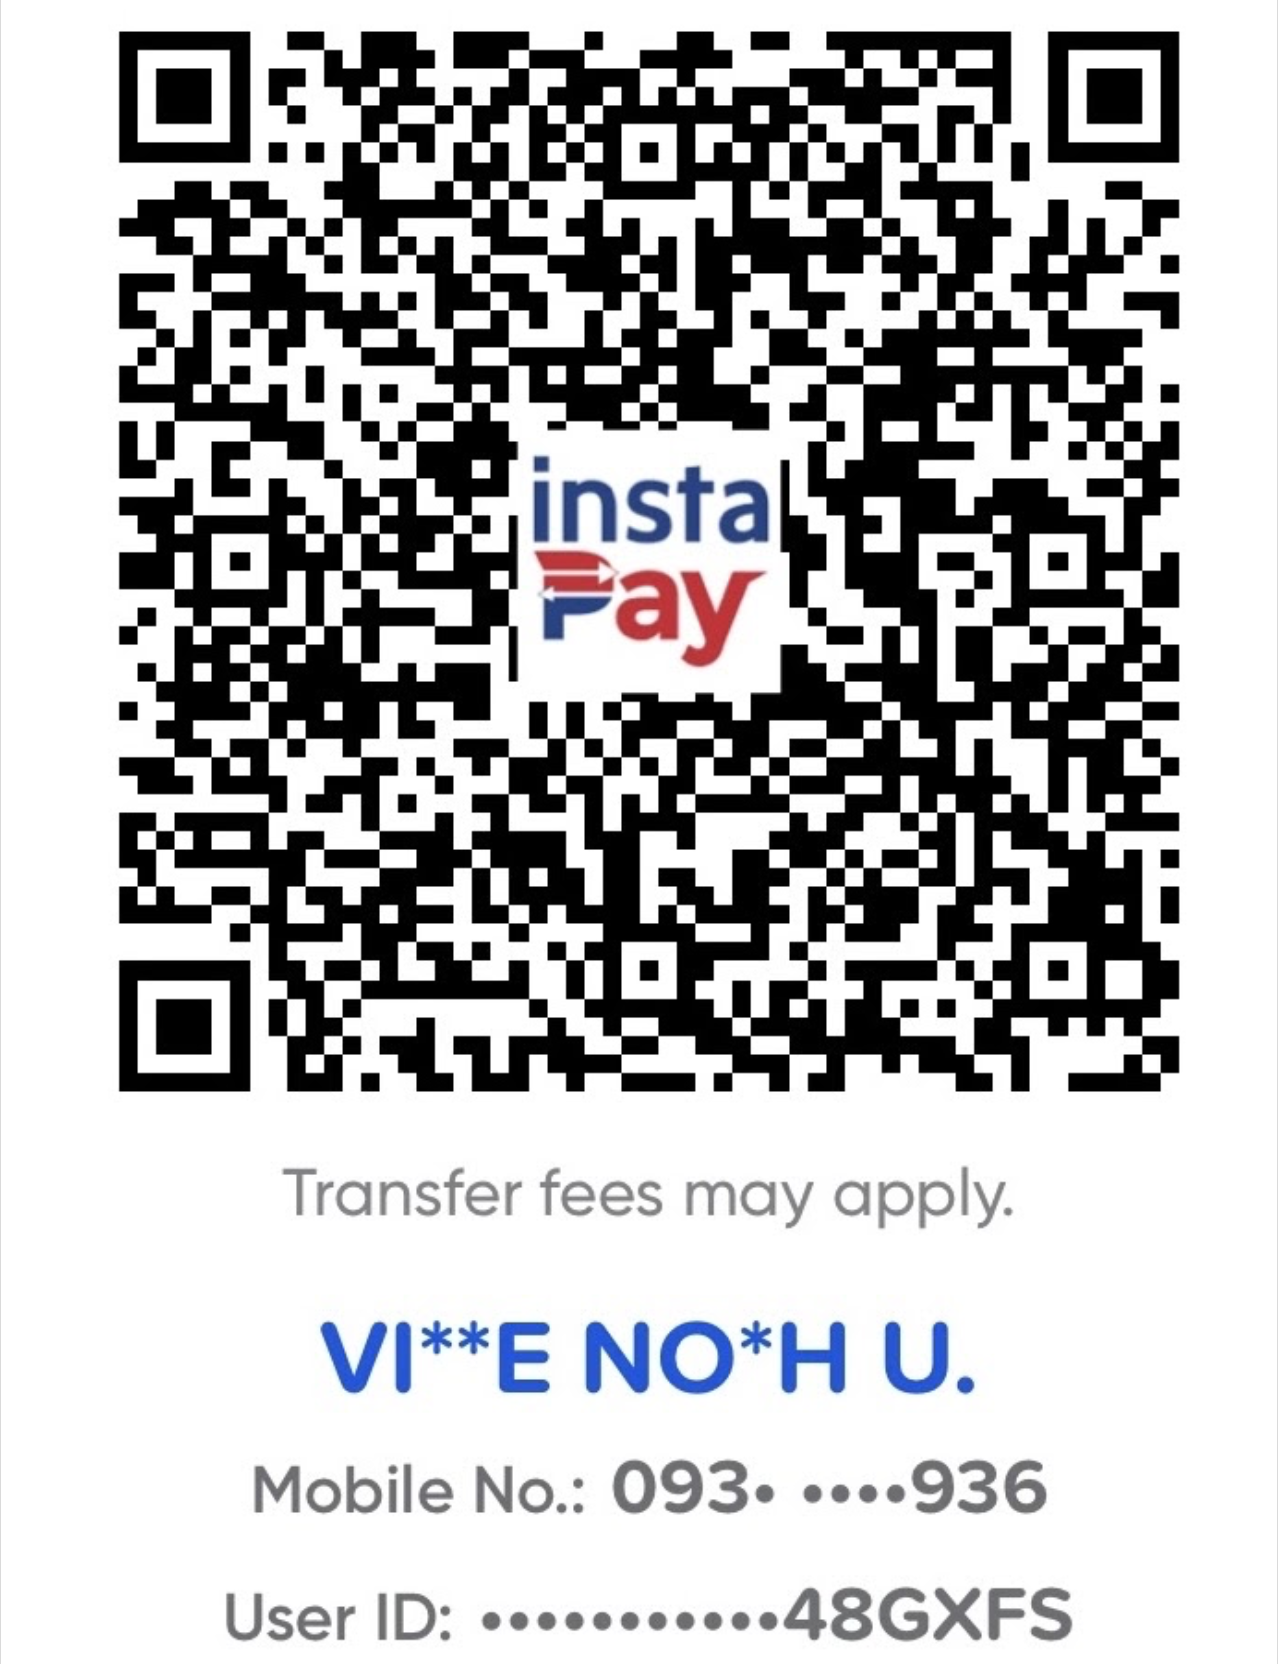 insta
Pay
Transfer fees may apply.
VI**E NO*H U.
Mobile No.: 093• ••••936
User ID: •••••••••••48GXFS